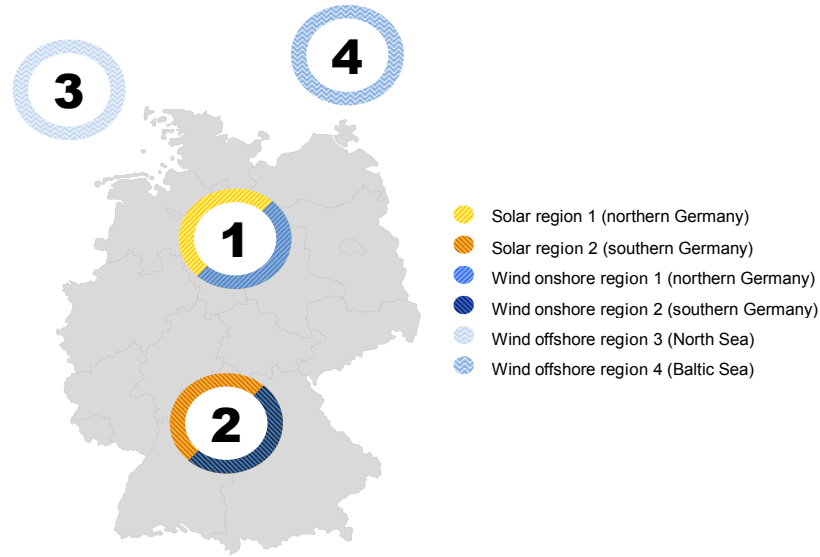 4
3
1
2
Solar region 1 (northern Germany)
Solar region 2 (southern Germany)
Wind onshore region 1 (northern Germany)
Wind onshore region 2 (southern Germany)
Wind offshore region 3 (North Sea)
Wind offshore region 4 (Baltic Sea)